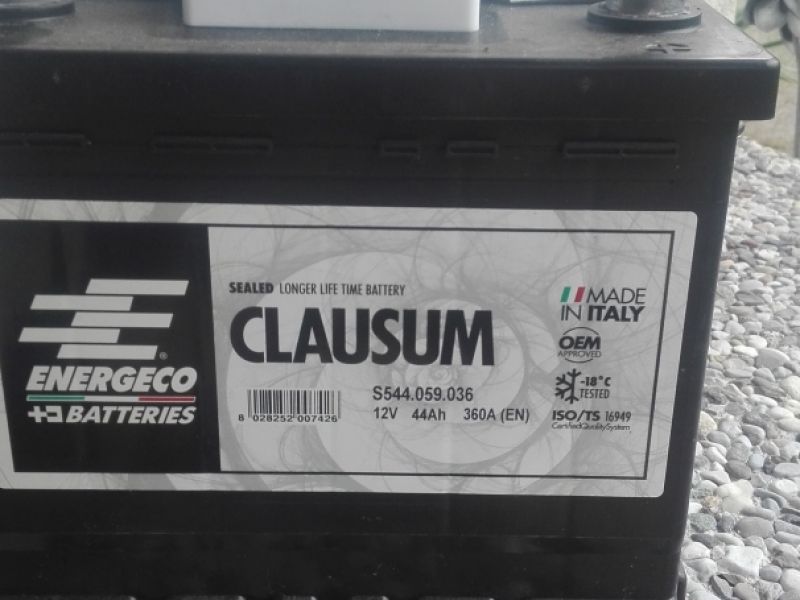 ENERGECO
BATTERIES
SEALED LONGER LIFE TIME BATTERY
CLAUSUM
S544.059.036
8 028252 007426
12V 44Ah 360A (EN)
MADE
IN ITALY
OEM
APPROVED
-18°C
TESTED
ISO/TS 16949
Certified Quality System